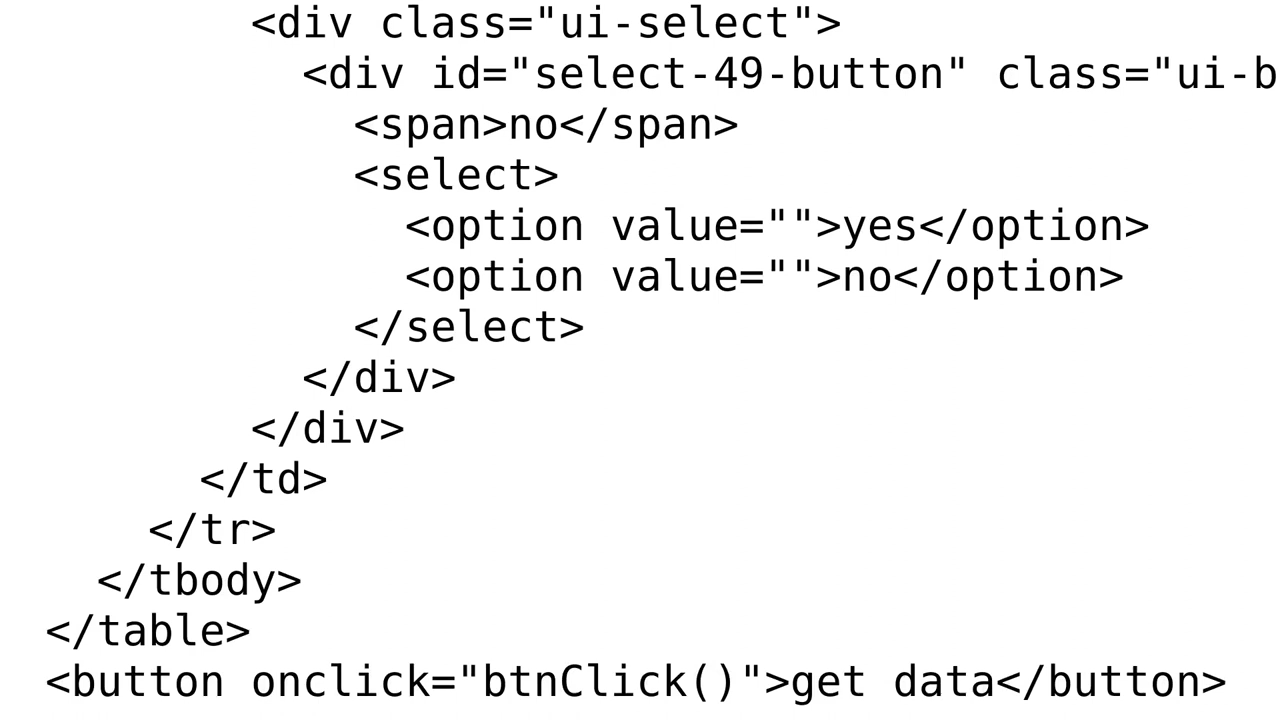 <div class="ui-select">
<div id="select-49-button" class="ui-b
<span>no</span>
<select>
<option value="">yes</option>
<option value="">no</option>
</select>
</div>
</div>
</td>
</tr>
</tbody>
</table>
<button onclick="btnClick()">get data</button>